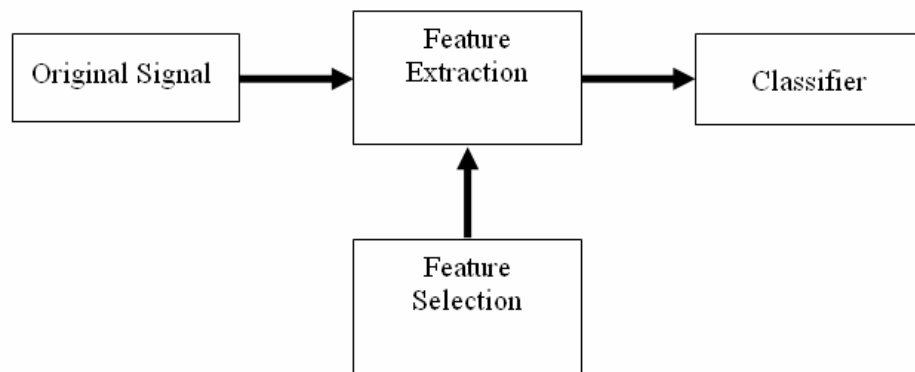 Original Signal
Feature
Extraction
Classifier
Feature
Selection